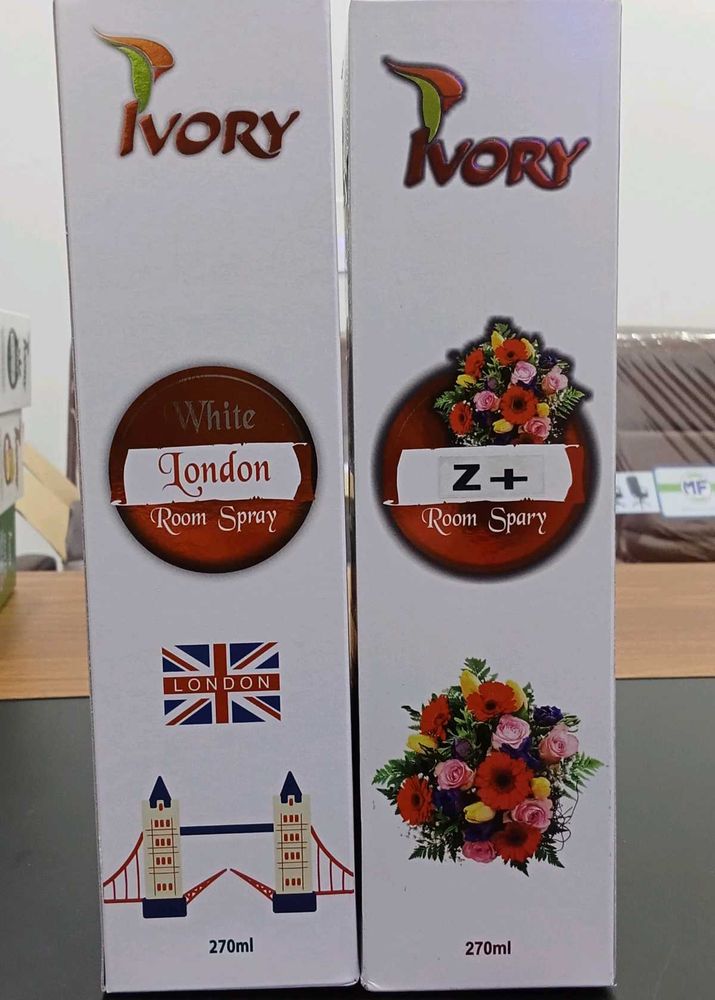 IVORY
White
London
Room Spray
LONDON
270ml
IVORY
Z+
Room Spary
270ml
MF